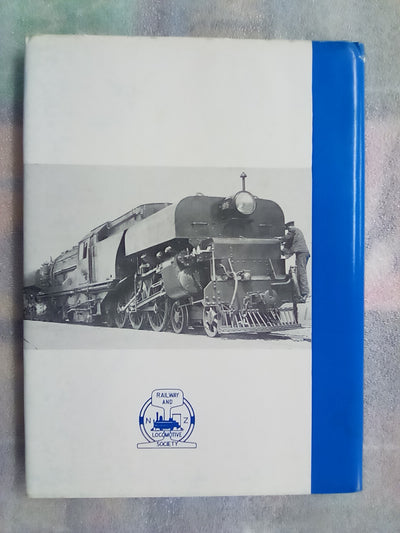 RAILWAY
AND
N Z
LOCOMOTIVE
SOCIETY